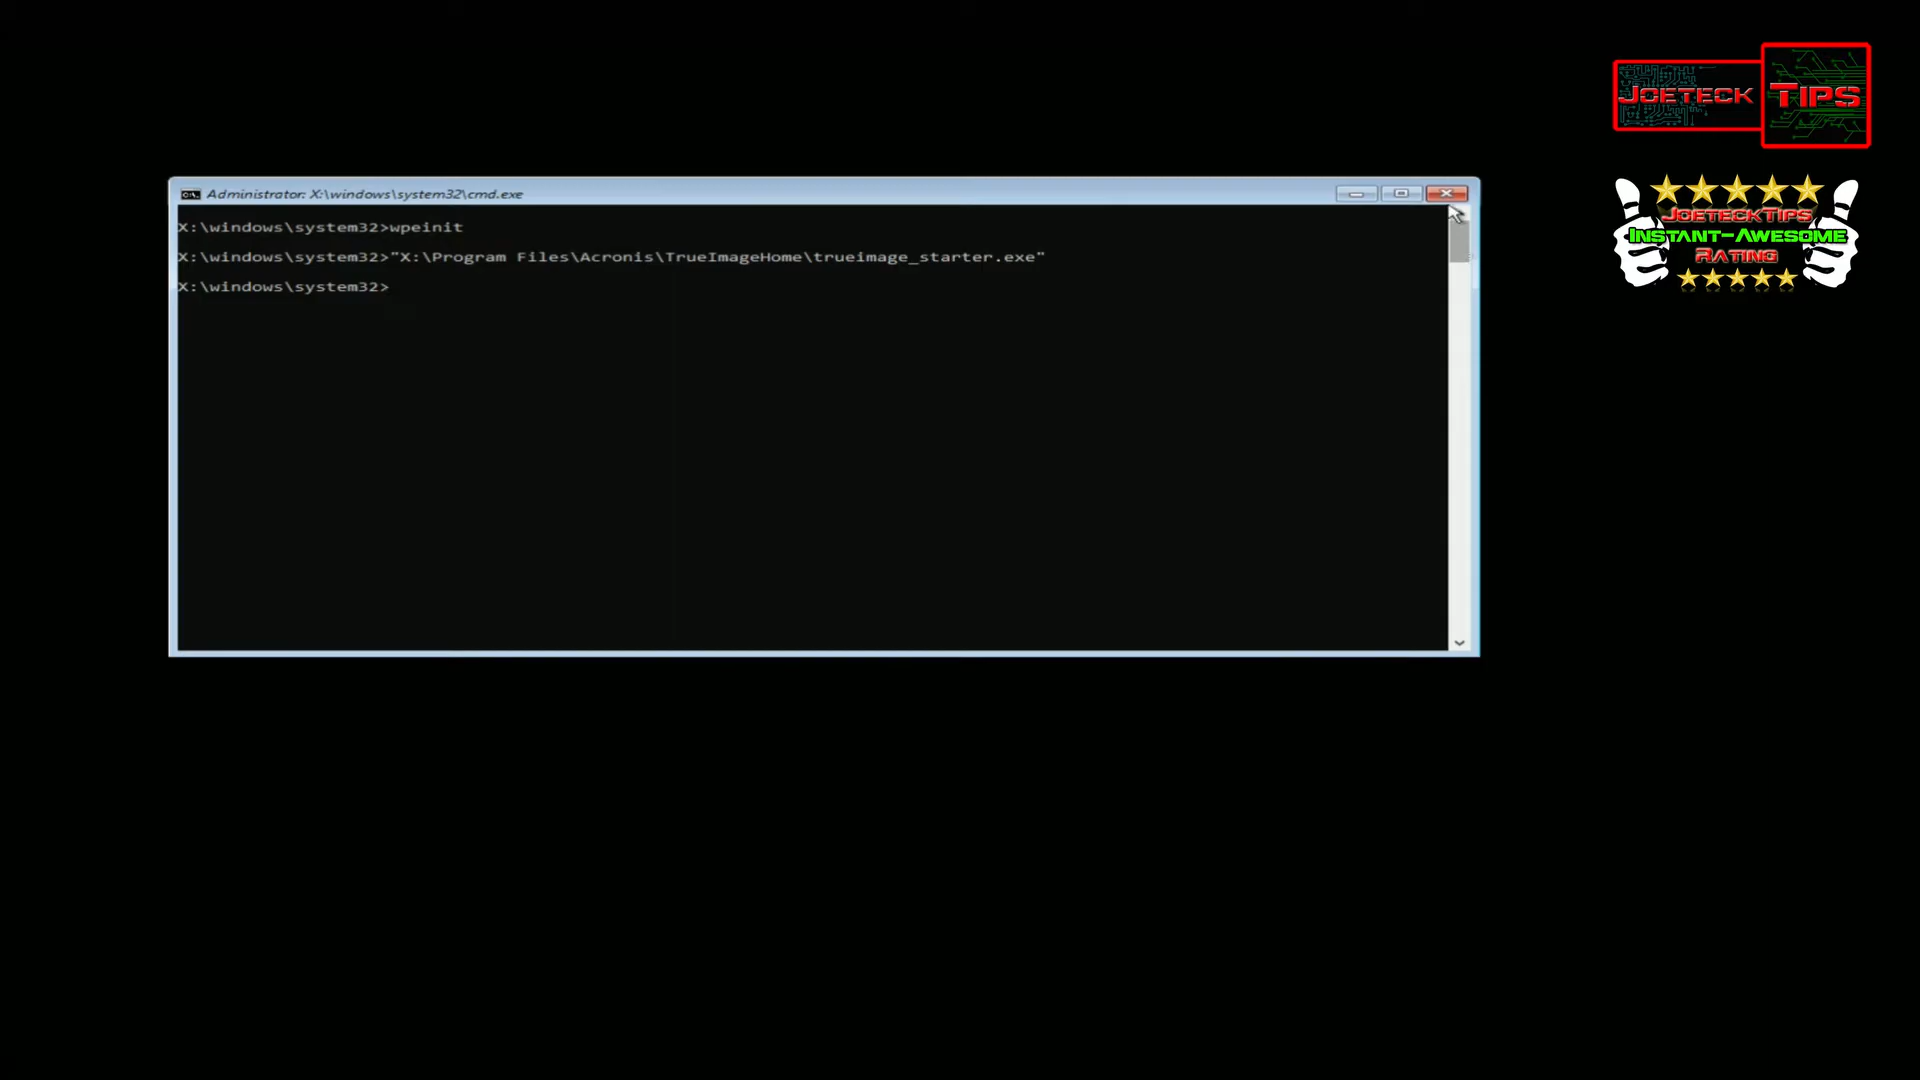 JOETECK TIPS
Administrator: X:\windows\system32\cmd.exe
X:\windows\system32>wpeinit
X:\windows\system32>"X:\Program Files\Acronis\TrueImageHome\trueimage_starter.exe"
X:\windows\system32>
JOETECKTIPS
INSTANT-AWESOME
RATING